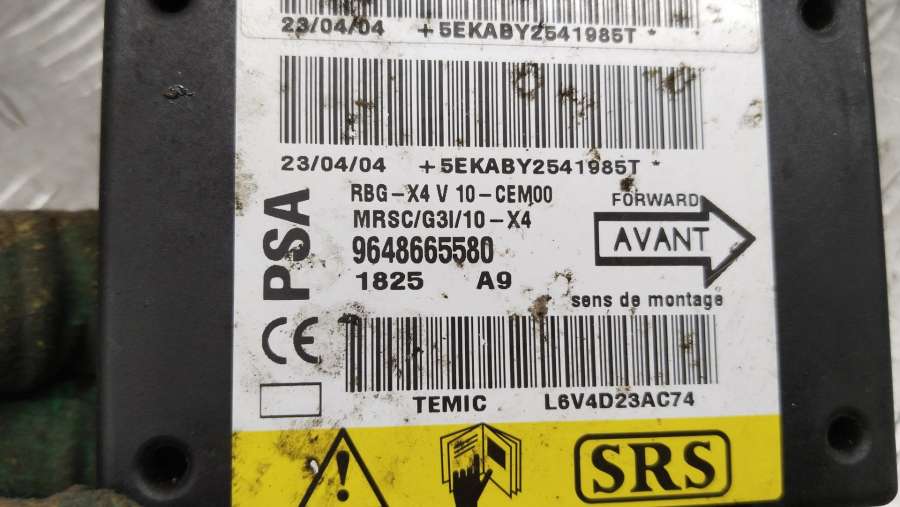 23/04/04 +5EKABY2541985T *
23/04/04 +5EKABY2541985T *
PSA
RBG-X4 V 10-CEM00
MRSC/G3I/10-X4
9648665580
1825 A9
FORWARD
AVANT
sens de montage
CE
TEMIC L6V4D23AC74
!
SRS